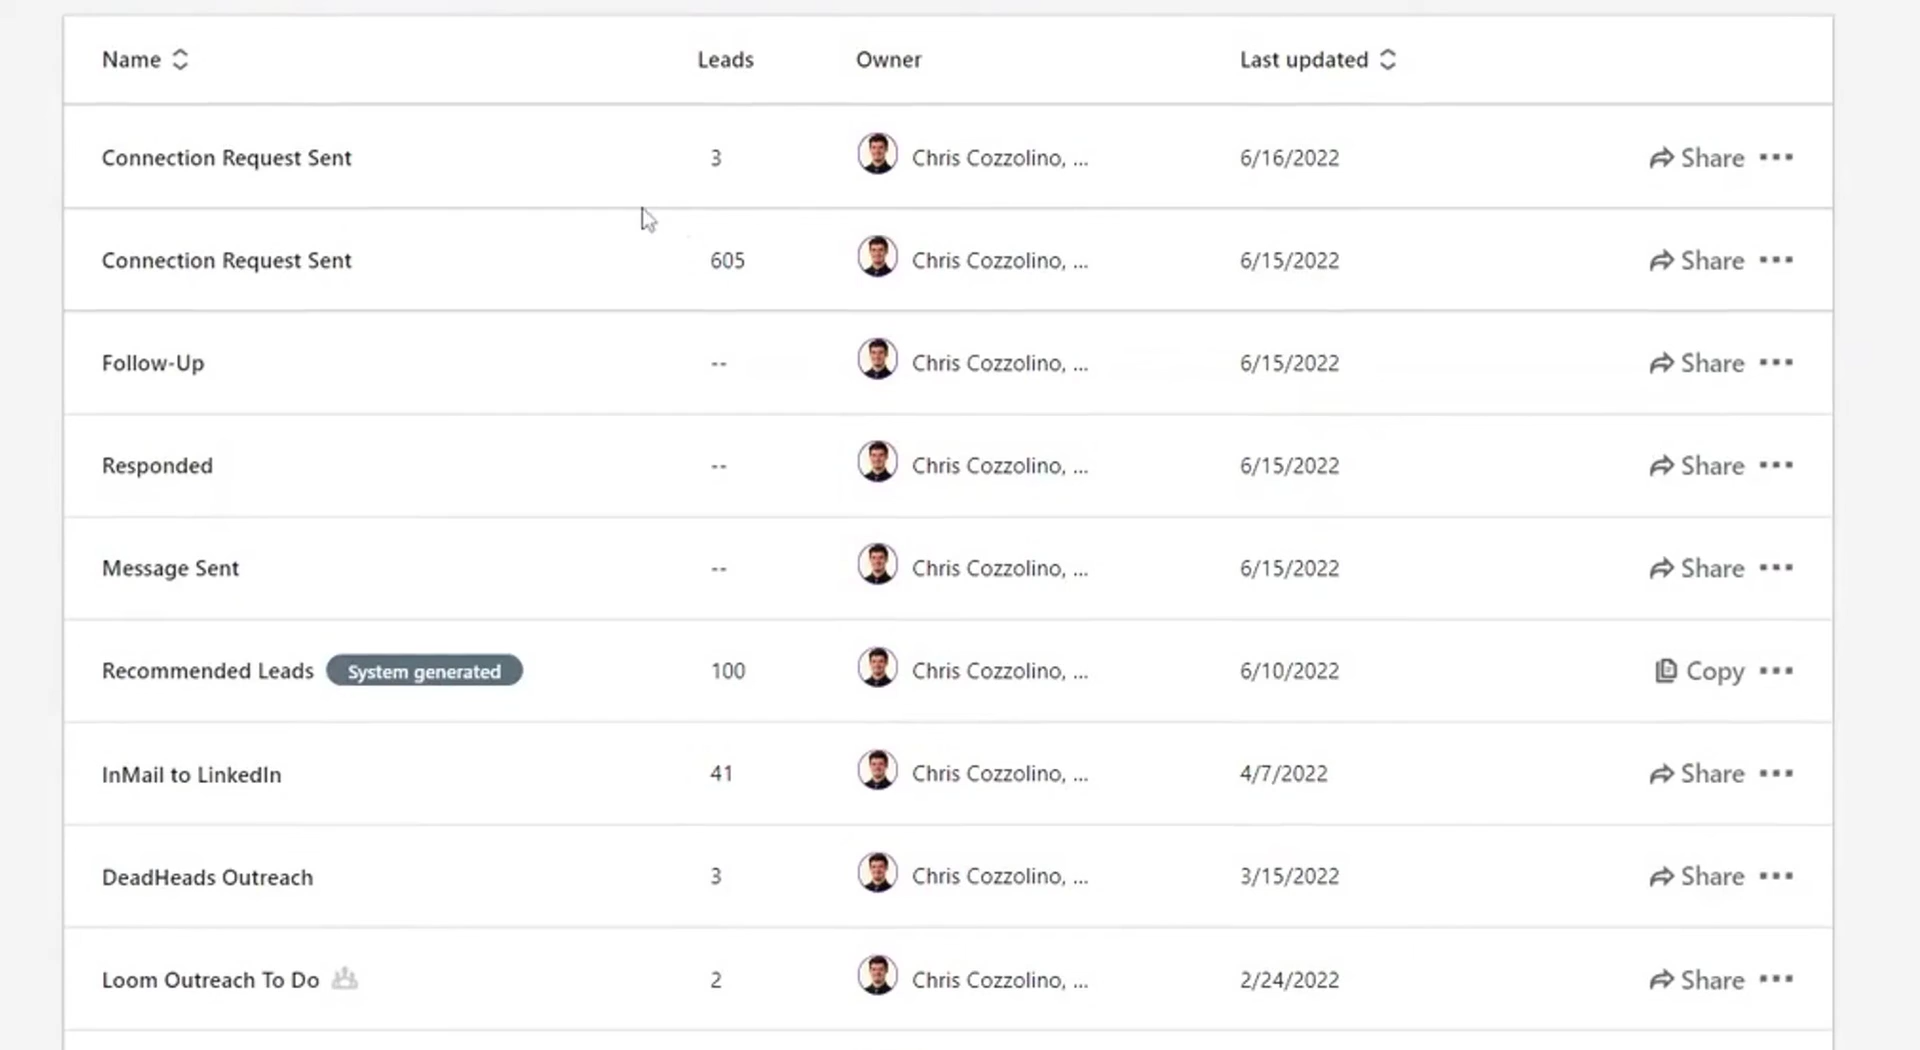 Name Leads Owner Last updated
Connection Request Sent 3 Chris Cozzolino, ... 6/16/2022 Share
Connection Request Sent 605 Chris Cozzolino, ... 6/15/2022 Share
Follow-Up -- Chris Cozzolino, ... 6/15/2022 Share
Responded -- Chris Cozzolino, ... 6/15/2022 Share
Message Sent -- Chris Cozzolino, ... 6/15/2022 Share
Recommended Leads System generated 100 Chris Cozzolino, ... 6/10/2022 Copy
InMail to LinkedIn 41 Chris Cozzolino, ... 4/7/2022 Share
DeadHeads Outreach 3 Chris Cozzolino, ... 3/15/2022 Share
Loom Outreach To Do 2 Chris Cozzolino, ... 2/24/2022 Share